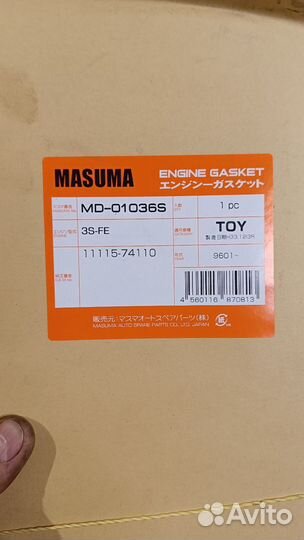 MASUMA
ENGINE GASKET
エンジンーガスケット
MD-01036S
1 pc
3S-FE
TOY
11115-74110
9601-
4 560116 870813
販売元：マスマオートスペアパーツ(株)
MASUMA AUTO SPARE PARTS CO. LTD. JAPAN
Avito